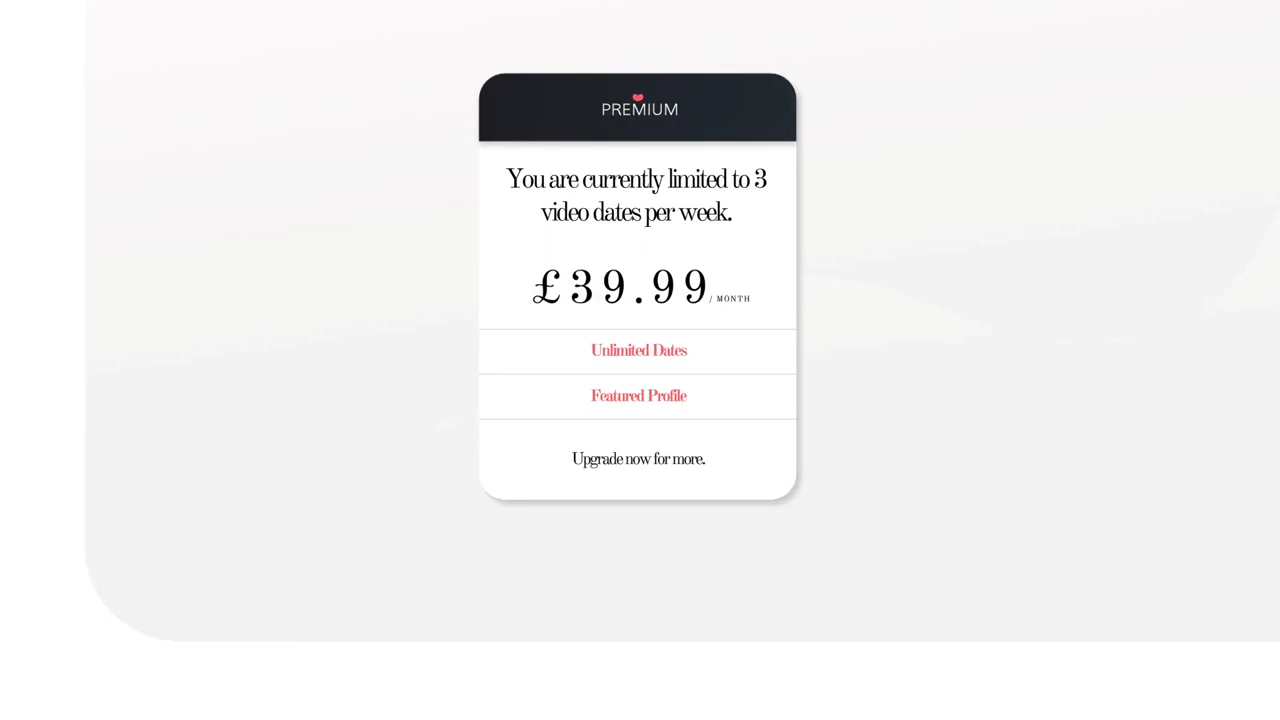 PREMIUM
You are currently limited to 3
video dates per week.
£39.99/ MONTH
Unlimited Dates
Featured Profile
Upgrade now for more.